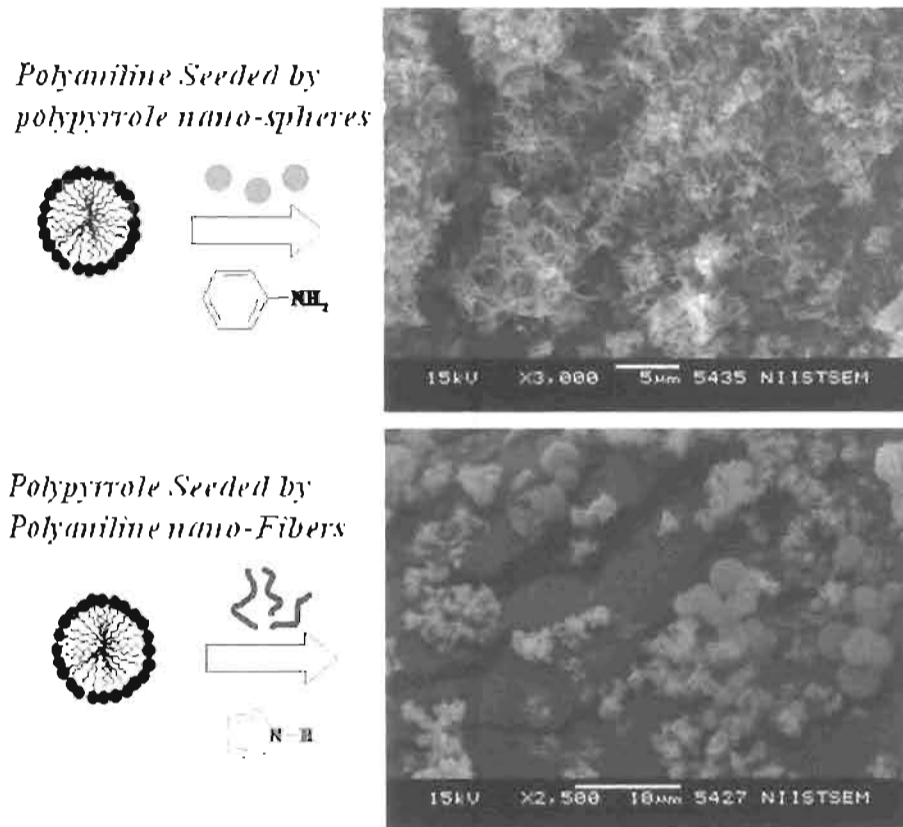 Polyaniline Seeded by
polypyrrole nano-spheres
NH2
15kV X3,000 5µm 5435 NIISTSEM
Polypyrrole Seeded by
Polyaniline nano-Fibers
N-H
15kV X2,500 10µm 5427 NIISTSEM